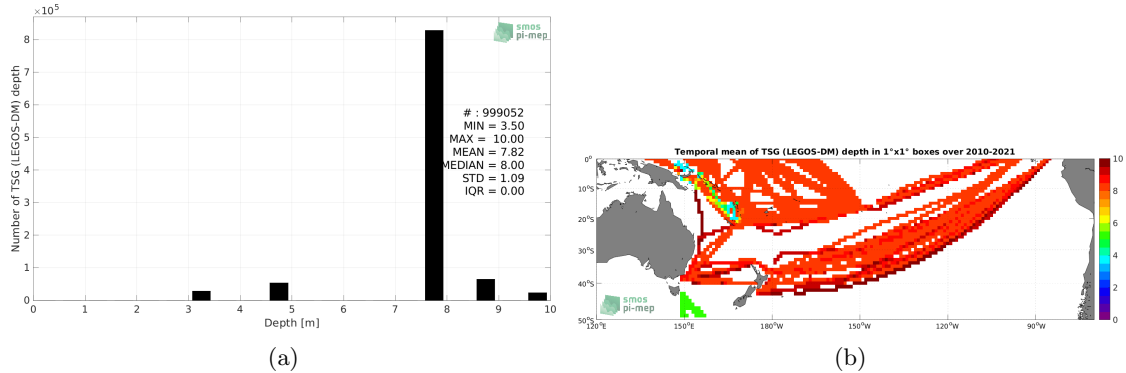 ×10⁵
smos
pi-mep
8
7
6
5
4
3
2
1
0
Number of TSG (LEGOS-DM) depth
# : 999052
MIN = 3.50
MAX = 10.00
MEAN = 7.82
MEDIAN = 8.00
STD = 1.09
IQR = 0.00
0 1 2 3 4 5 6 7 8 9 10
Depth [m]
(a)
Temporal mean of TSG (LEGOS-DM) depth in 1°x1° boxes over 2010-2021
0°
10°S
20°S
30°S
40°S
50°S
120°E 150°E 180°W 150°W 120°W 90°W
smos
pi-mep
10
8
6
4
2
0
(b)